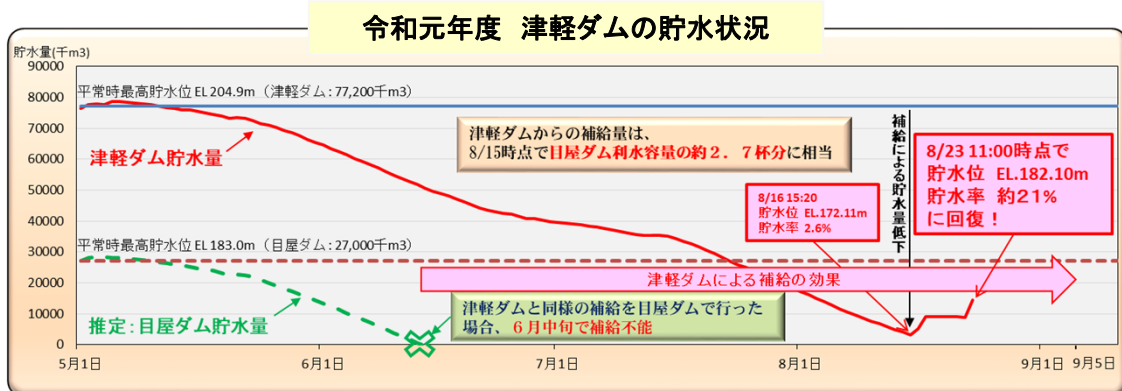 令和元年度 津軽ダムの貯水状況
貯水量(千m3)
90000
80000
70000
60000
50000
40000
30000
20000
10000
0
平常時最高貯水位 EL 204.9m（津軽ダム：77,200千m3）
津軽ダム貯水量
津軽ダムからの補給量は、
8/15時点で目屋ダム利水容量の約２．７杯分に相当
補給による貯水量低下
8/23 11:00時点で
貯水位 EL.182.10m
貯水率 約２１%
に回復！
8/16 15:20
貯水位 EL.172.11m
貯水率 2.6%
平常時最高貯水位 EL 183.0m（目屋ダム：27,000千m3）
津軽ダムによる補給の効果
推定：目屋ダム貯水量
津軽ダムと同様の補給を目屋ダムで行った
場合、６月中旬で補給不能
5月1日
6月1日
7月1日
8月1日
9月1日
9月5日